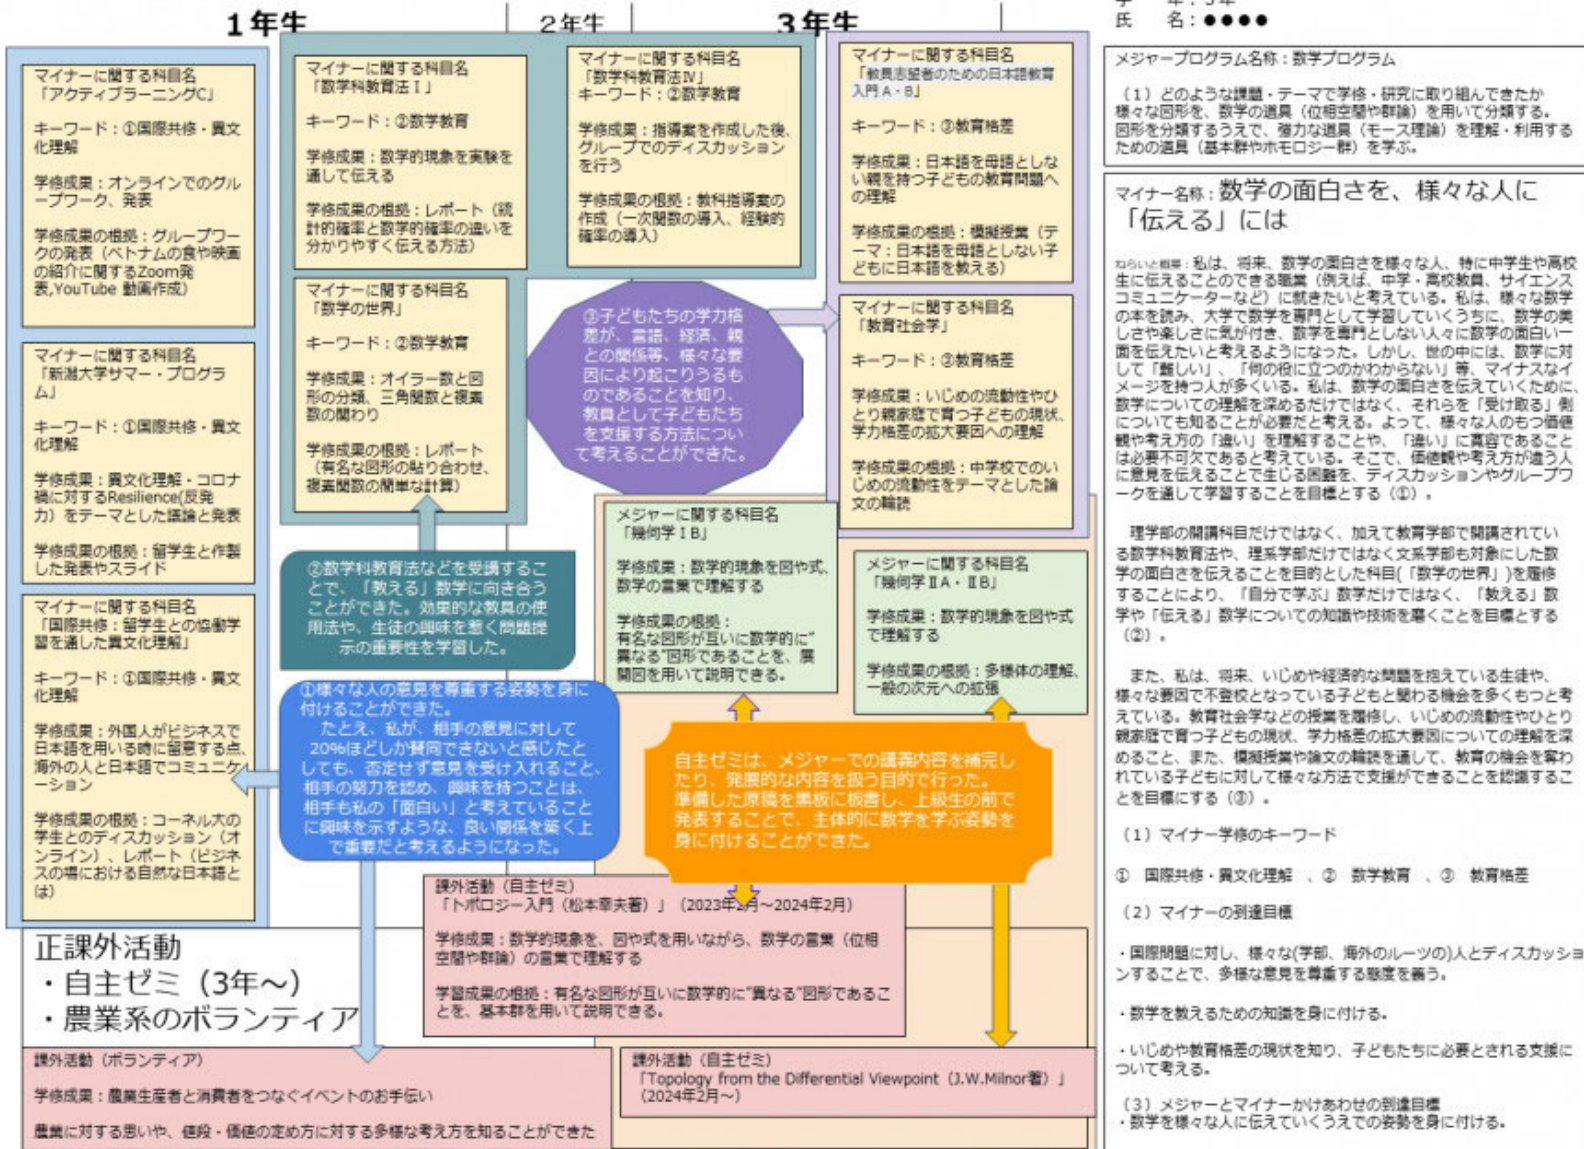 1年生
2年生
3年生
年：3年
氏　名：●●●●
マイナーに関する科目名
「アクティブラーニングC」
キーワード：①国際共修・異文
化理解
学修成果：オンラインでのグル
ープワーク、発表
学修成果の根拠：グループワー
クの発表（ベトナムの食や映画
の紹介に関するZoom発
表,YouTube 動画作成）
マイナーに関する科目名
「新潟大学サマー・プログラ
ム」
キーワード：①国際共修・異文
化理解
学修成果：異文化理解・コロナ
禍に対するResilience(反発
力）をテーマとした議論と発表
学修成果の根拠：留学生と作製
した発表やスライド
マイナーに関する科目名
「国際共修：留学生との協働学
習を通した異文化理解」
キーワード：①国際共修・異文
化理解
学修成果：外国人がビジネスで
日本語を用いる時に留意する点、
海外の人と日本語でコミュニケ
ーション
学修成果の根拠：コーネル大の
学生とのディスカッション（オ
ンライン）、レポート（ビジネ
スの場における自然な日本語と
は）
マイナーに関する科目名
「数学科教育法Ⅰ」
キーワード：②数学教育
学修成果：数学的現象を実験を
通して伝える
学修成果の根拠：レポート（統
計的確率と数学的確率の違いを
分かりやすく伝える方法）
マイナーに関する科目名
「数学の世界」
キーワード：②数学教育
学修成果：オイラー数と図
形の分類、三角関数と複素
数の関わり
学修成果の根拠：レポート
（有名な図形の貼り合わせ、
複素関数の簡単な計算）
マイナーに関する科目名
「数学科教育法Ⅳ」
キーワード：②数学教育
学修成果：指導案を作成した後、
グループでのディスカッション
を行う
学修成果の根拠：教科指導案の
作成（一次関数の導入、経験的
確率の導入）
マイナーに関する科目名
「教員志望者のための日本語教育
入門A・B」
キーワード：③教育格差
学修成果：日本語を母語としな
い親を持つ子どもの教育問題へ
の理解
学修成果の根拠：模擬授業（テ
ーマ：日本語を母語としない子
どもに日本語を教える）
マイナーに関する科目名
「教育社会学」
キーワード：③教育格差
学修成果：いじめの流動性やひ
とり親家庭で育つ子どもの現状、
学力格差の拡大要因への理解
学修成果の根拠：中学校でのい
じめの流動性をテーマとした論
文の輪読
③子どもたちの学力格
差が、言語、経済、親
との関係等、様々な要
因により起こりうるも
のであることを知り、
教員として子どもたち
を支援する方法につい
て考えることができた。
②数学科教育法などを受講するこ
とで、「教える」数学に向き合う
ことができた。効果的な教具の使
用法や、生徒の興味を惹く問題提
示の重要性を学習した。
①様々な人の意見を尊重する姿勢を身に
付けることができた。
たとえ、私が、相手の意見に対して
20%ほどしか賛同できないと感じたと
しても、否定せず意見を受け入れること、
相手の努力を認め、興味を持つことは、
相手も私の「面白い」と考えていること
に興味を示すような、良い関係を築く上
で重要だと考えるようになった。
メジャーに関する科目名
「幾何学ⅠB」
学修成果：数学的現象を図や式、
数学の言葉で理解する
学修成果の根拠：
有名な図形が互いに数学的に"
異なる"図形であることを、展
開図を用いて説明できる。
メジャーに関する科目名
「幾何学ⅡA・ⅡB」
学修成果：数学的現象を図や式
で理解する
学修成果の根拠：多様体の理解、
一般の次元への拡張
自主ゼミは、メジャーでの講義内容を補完し
たり、発展的な内容を扱う目的で行った。
準備した原稿を黒板に板書し、上級生の前で
発表することで、主体的に数学を学ぶ姿勢を
身に付けることができた。
課外活動（自主ゼミ）
「トポロジー入門（松本幸夫著）」（2023年2月～2024年2月）
学修成果：数学的現象を、図や式を用いながら、数学の言葉（位相
空間や群論）の言葉で理解する
学習成果の根拠：有名な図形が互いに数学的に"異なる"図形であるこ
とを、基本群を用いて説明できる。
正課外活動
・自主ゼミ（3年～）
・農業系のボランティア
課外活動（ボランティア）
学修成果：農業生産者と消費者をつなぐイベントのお手伝い
農業に対する思いや、値段・価値の定め方に対する多様な考え方を知ることができた
課外活動（自主ゼミ）
「Topology from the Differential Viewpoint（J.W.Milnor著）」
（2024年2月～）
メジャープログラム名称：数学プログラム
（1）どのような課題・テーマで学修・研究に取り組んできたか
様々な図形を、数学の道具（位相空間や群論）を用いて分類する。
図形を分類するうえで、強力な道具（モース理論）を理解・利用する
ための道具（基本群やホモロジー群）を学ぶ。
マイナー名称：数学の面白さを、様々な人に
「伝える」には
ねらいと概要：私は、将来、数学の面白さを様々な人、特に中学生や高校
生に伝えることのできる職業（例えば、中学・高校教員、サイエンス
コミュニケーターなど）に就きたいと考えている。私は、様々な数学
の本を読み、大学で数学を専門として学習していくうちに、数学の美
しさや楽しさに気が付き、数学を専門としない人々に数学の面白い一
面を伝えたいと考えるようになった。しかし、世の中には、数学に対
して「難しい」、「何の役に立つのかわからない」等、マイナスなイ
メージを持つ人が多くいる。私は、数学の面白さを伝えていくために、
数学についての理解を深めるだけではなく、それらを「受け取る」側
についても知ることが必要だと考える。よって、様々な人のもつ価値
観や考え方の「違い」を理解することや、「違い」に寛容であること
は必要不可欠であると考えている。そこで、価値観や考え方が違う人
に意見を伝えることで生じる困難を、ディスカッションやグループワ
ークを通して学習することを目標とする（①）。
理学部の開講科目だけではなく、加えて教育学部で開講されてい
る数学科教育法や、理系学部だけではなく文系学部も対象にした数
学の面白さを伝えることを目的とした科目(「数学の世界」)を履修
することにより、「自分で学ぶ」数学だけではなく、「教える」数
学や「伝える」数学についての知識や技術を磨くことを目標とする
（②）。
また、私は、将来、いじめや経済的な問題を抱えている生徒や、
様々な要因で不登校となっている子どもと関わる機会を多くもつと考
えている。教育社会学などの授業を履修し、いじめの流動性やひとり
親家庭で育つ子どもの現状、学力格差の拡大要因についての理解を深
めること、また、模擬授業や論文の輪読を通して、教育の機会を奪わ
れている子どもに対して様々な方法で支援ができることを認識するこ
とを目標にする（③）。
（1）マイナー学修のキーワード
①　国際共修・異文化理解　、②　数学教育　、③　教育格差
（2）マイナーの到達目標
・国際問題に対し、様々な(学部、海外のルーツの)人とディスカッショ
ンすることで、多様な意見を尊重する態度を養う。
・数学を教えるための知識を身に付ける。
・いじめや教育格差の現状を知り、子どもたちに必要とされる支援に
ついて考える。
（3）メジャーとマイナーかけあわせの到達目標
・数学を様々な人に伝えていくうえでの姿勢を身に付ける。